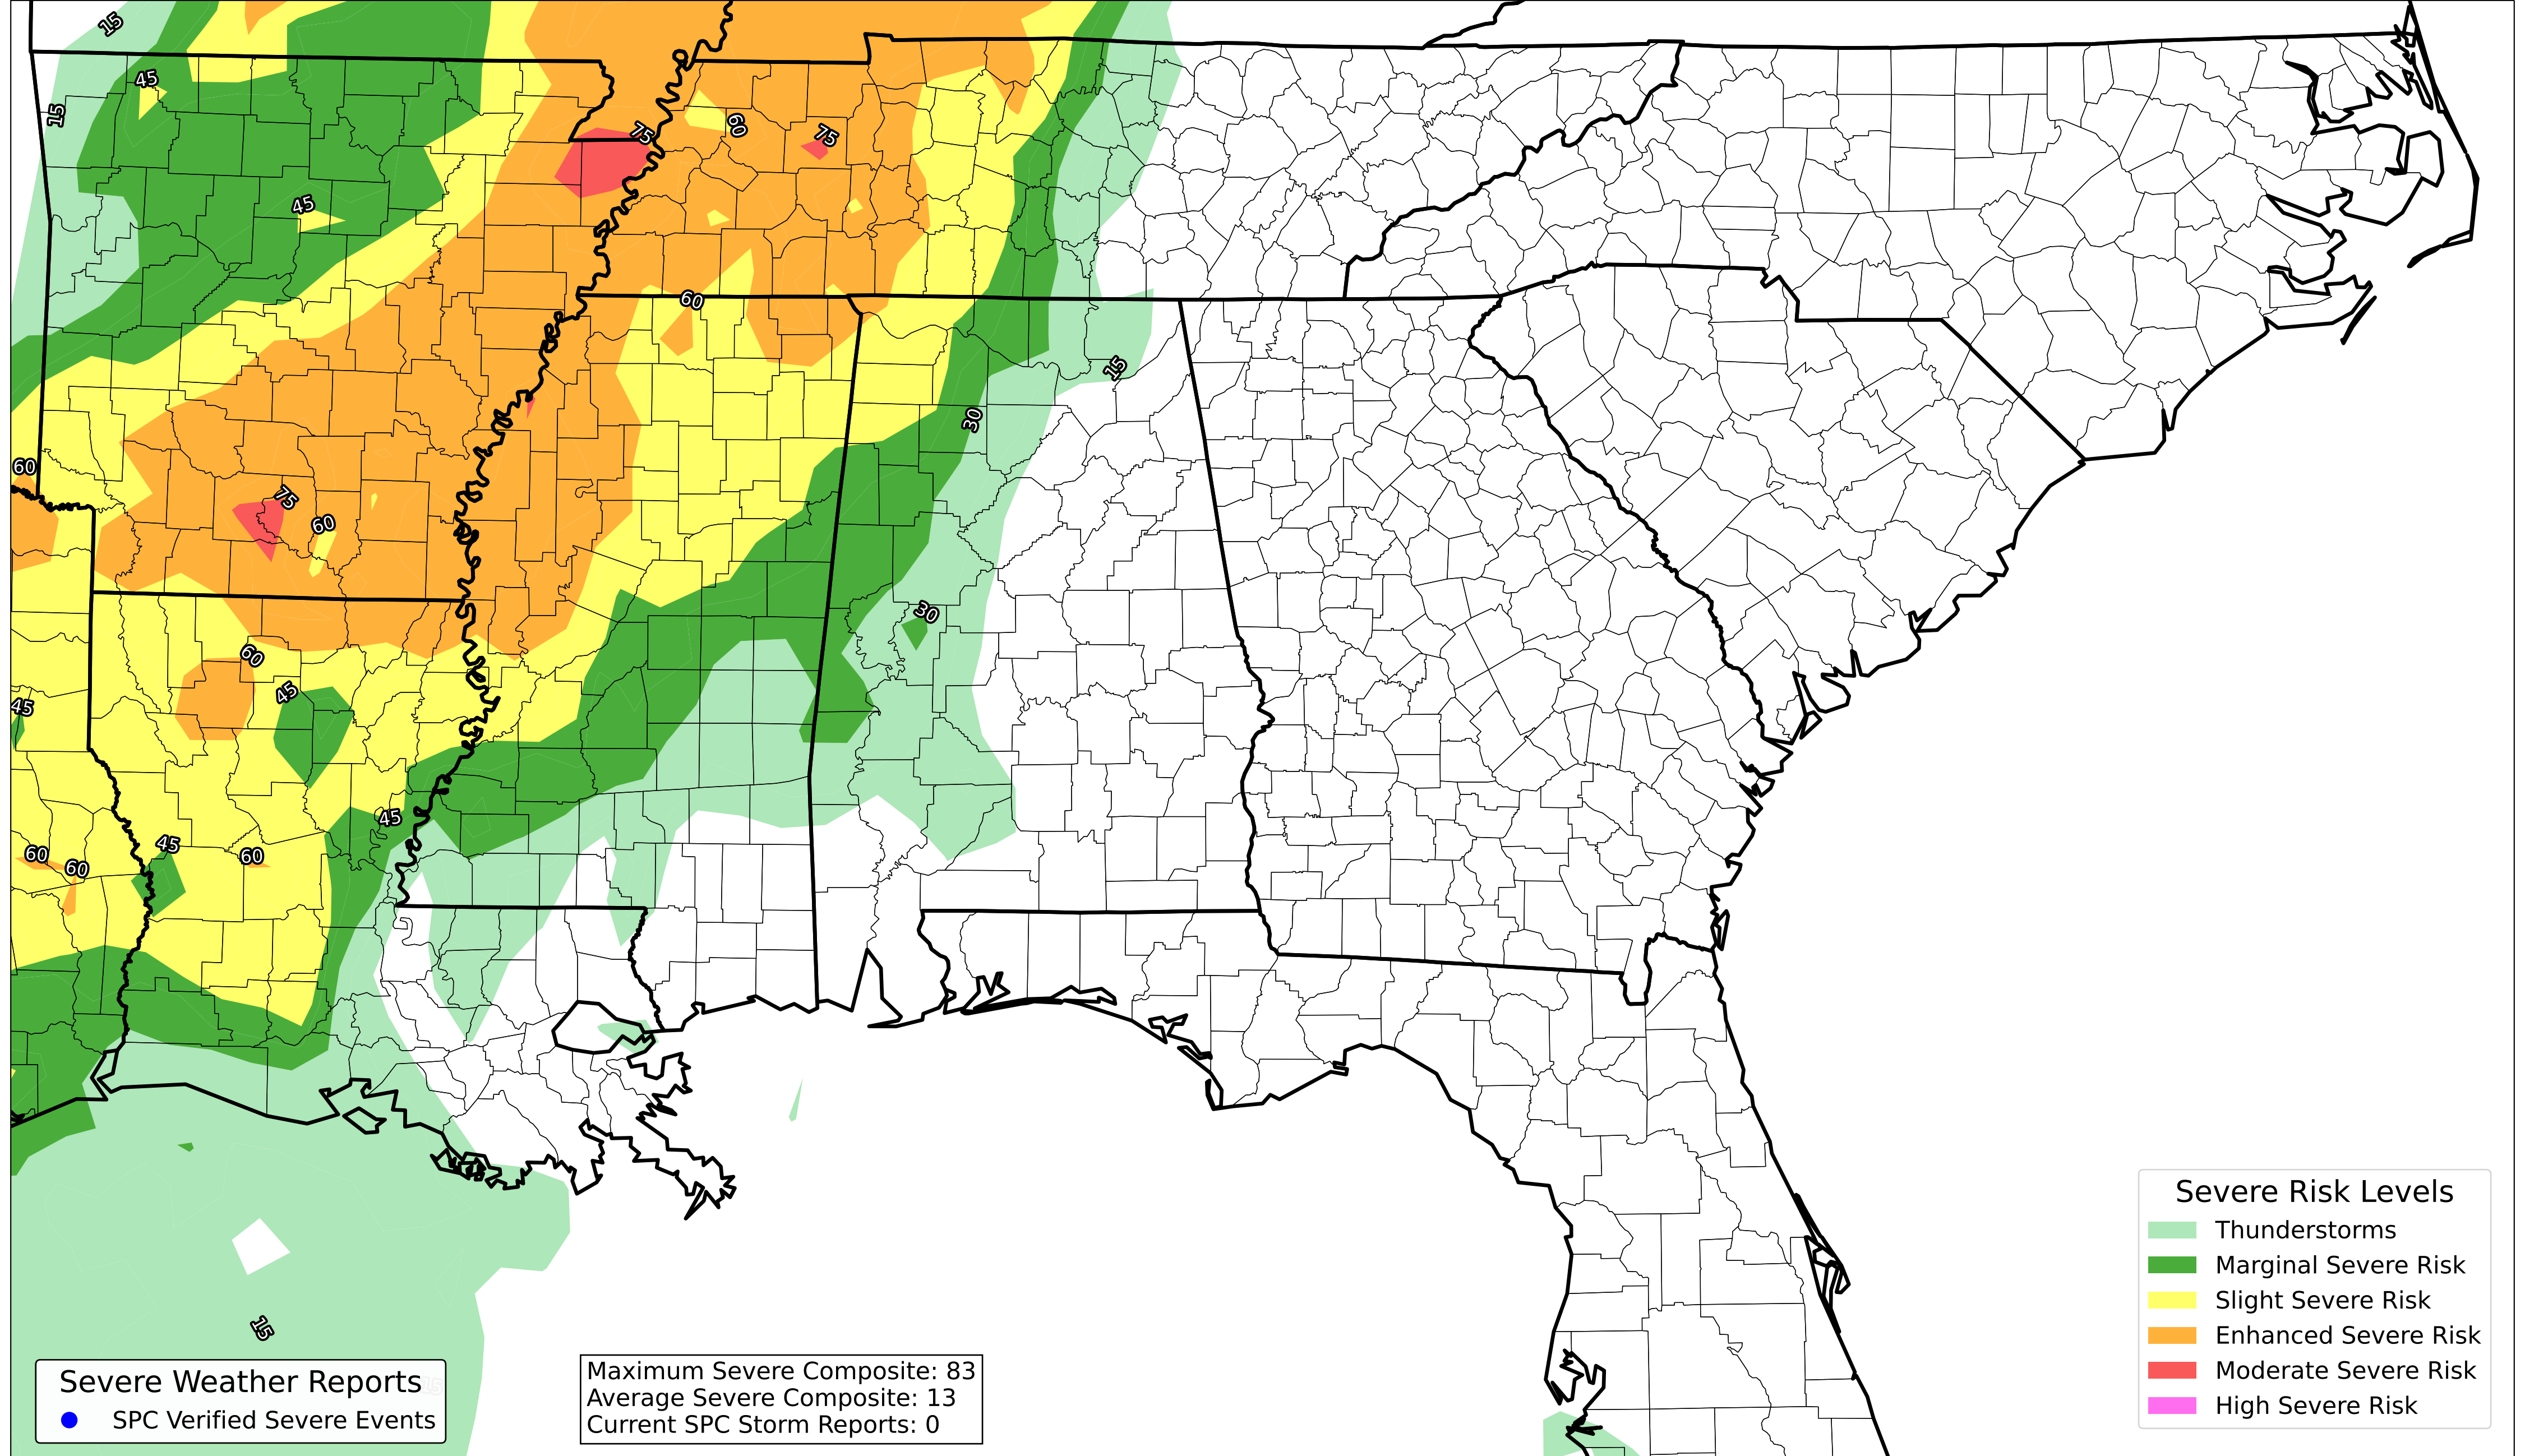 15
45
15
75
60
75
45
60
15
30
60
75
60
30
60
45
45
45
45
60
60
60
15
Severe Risk Levels
Thunderstorms
Marginal Severe Risk
Slight Severe Risk
Enhanced Severe Risk
Moderate Severe Risk
High Severe Risk
Severe Weather Reports
SPC Verified Severe Events
15
Maximum Severe Composite: 83
Average Severe Composite: 13
Current SPC Storm Reports: 0